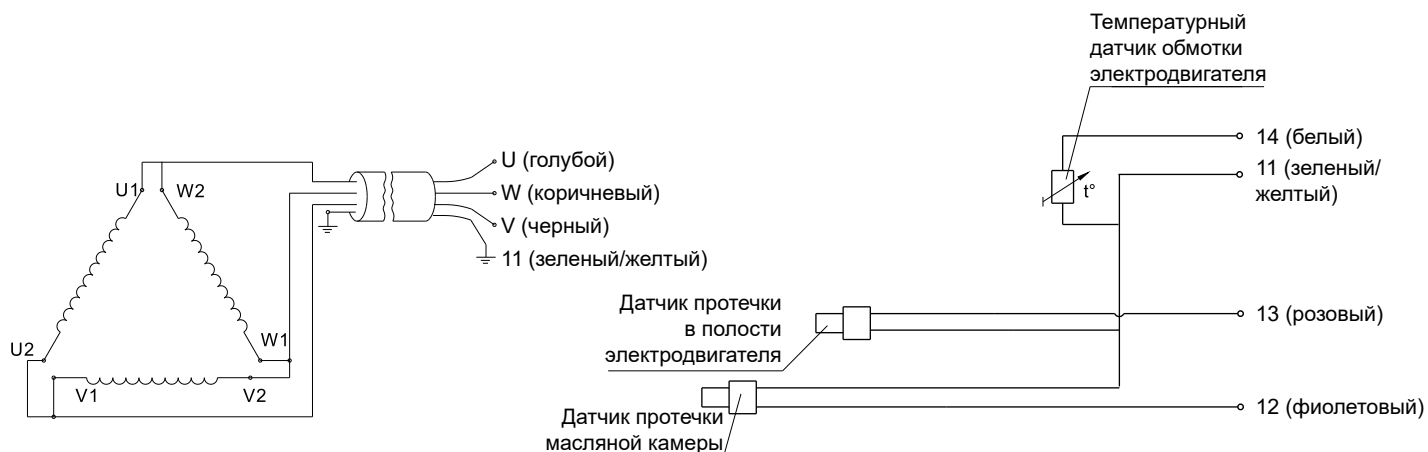 U1
W2
U2
W1
V1
V2
U (голубой)
W (коричневый)
V (черный)
11 (зеленый/желтый)
Температурный
датчик обмотки
электродвигателя
14 (белый)
11 (зеленый/
желтый)
t°
Датчик протечки
в полости
электродвигателя
13 (розовый)
Датчик протечки
масляной камеры
12 (фиолетовый)